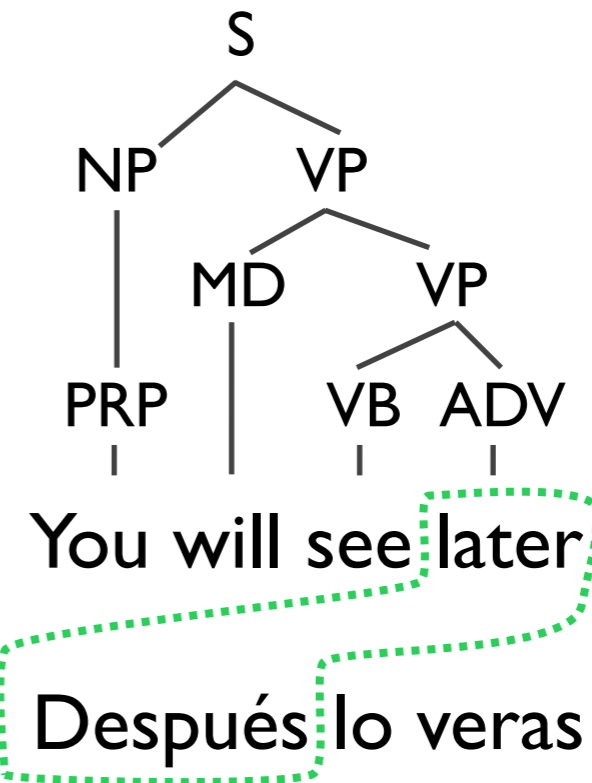 S
NP VP
MD VP
PRP VB ADV
You will see later
Después lo veras